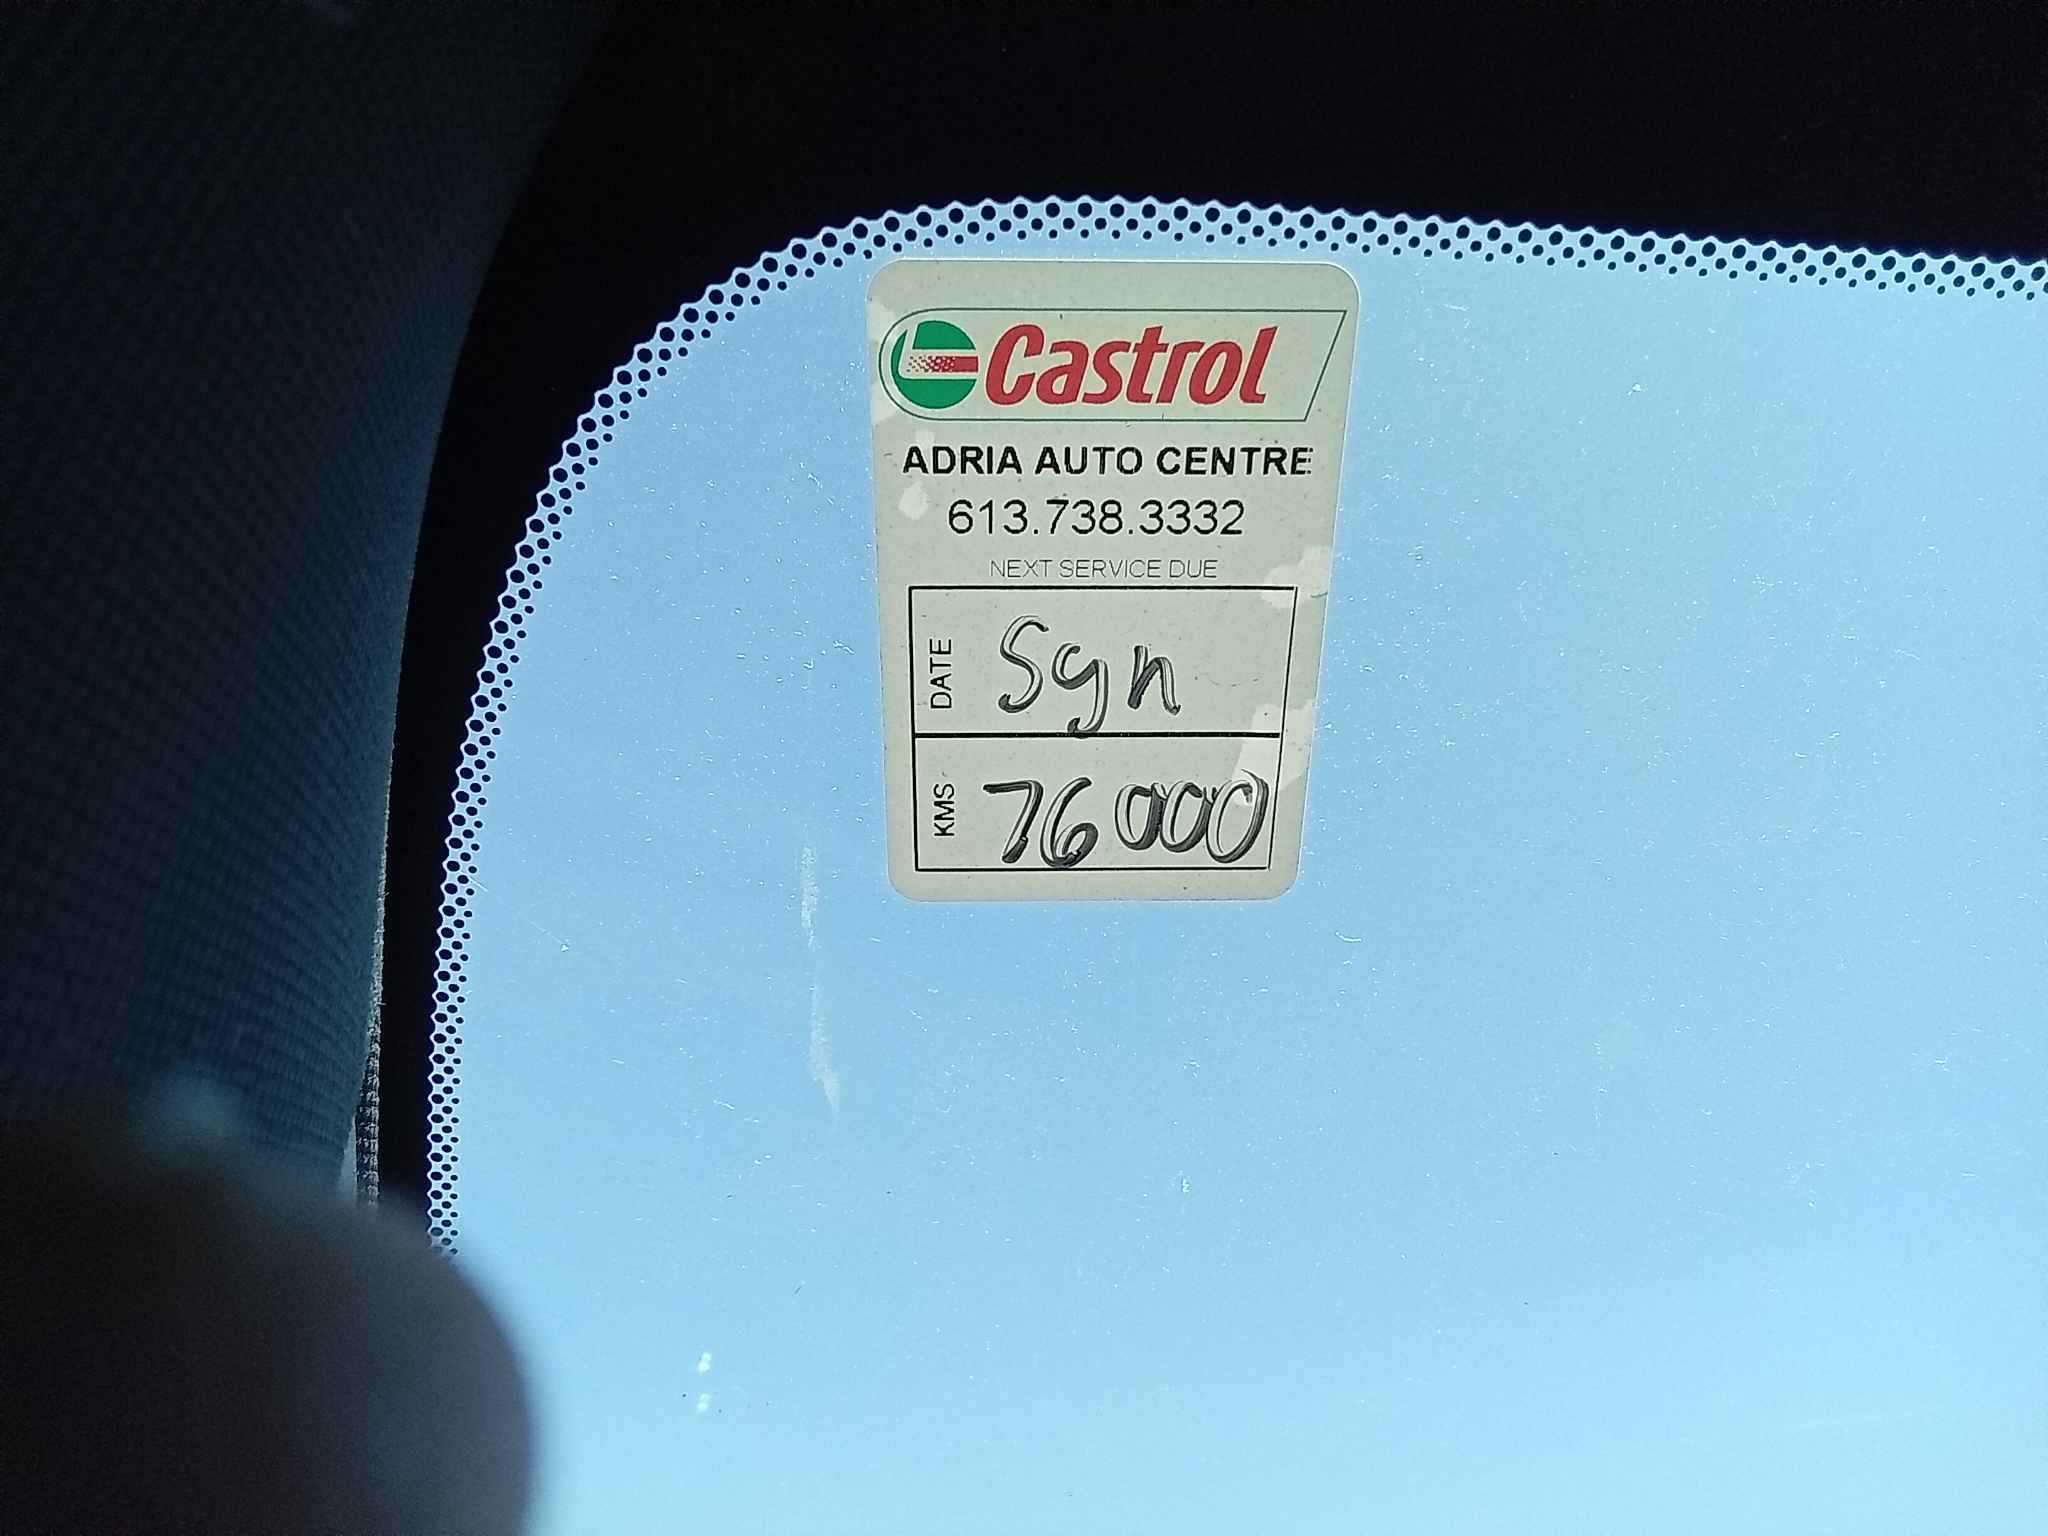 Castrol
ADRIA AUTO CENTRE
613.738.3332
NEXT SERVICE DUE
DATE Syn
KMS 76000